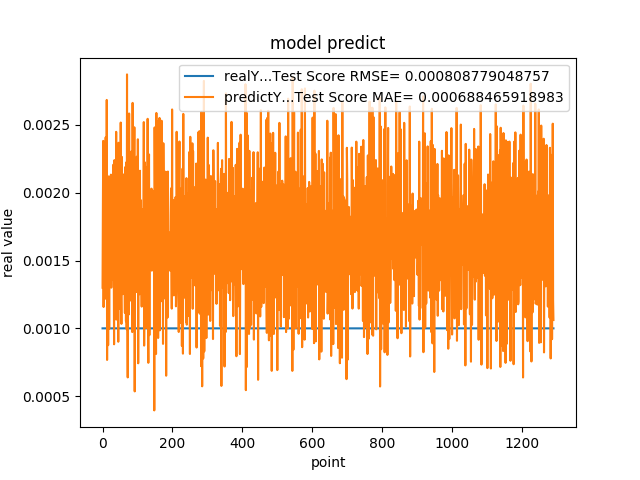 model predict
realY...Test Score RMSE= 0.000808779048757
predictY...Test Score MAE= 0.000688465918983
real value
0.0025
0.0020
0.0015
0.0010
0.0005
0 200 400 600 800 1000 1200
point